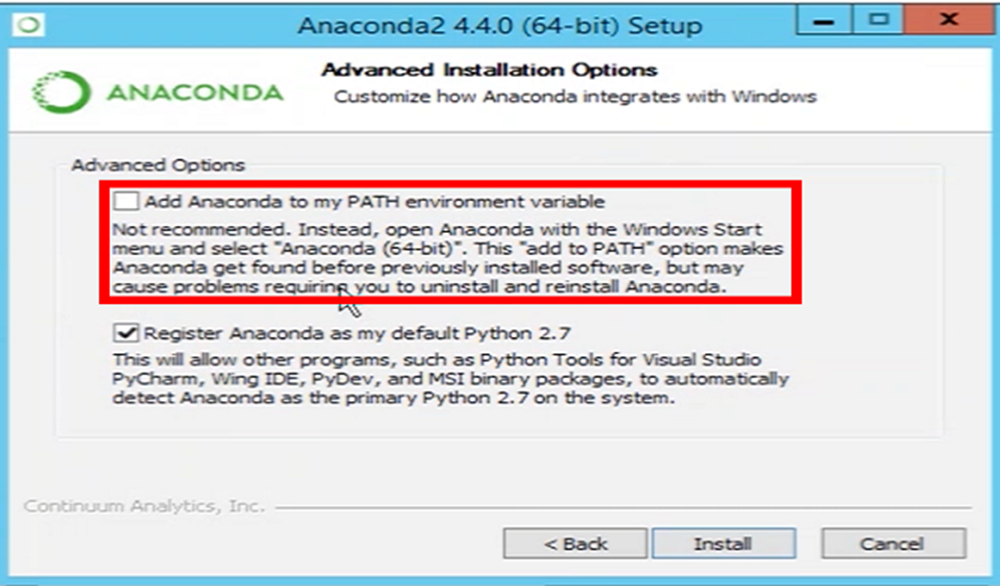 Anaconda2 4.4.0 (64-bit) Setup
ANACONDA
Advanced Installation Options
Customize how Anaconda integrates with Windows
Advanced Options
Add Anaconda to my PATH environment variable
Not recommended. Instead, open Anaconda with the Windows Start
menu and select "Anaconda (64-bit)". This "add to PATH" option makes
Anaconda get found before previously installed software, but may
cause problems requiring you to uninstall and reinstall Anaconda.
Register Anaconda as my default Python 2.7
This will allow other programs, such as Python Tools for Visual Studio
PyCharm, Wing IDE, PyDev, and MSI binary packages, to automatically
detect Anaconda as the primary Python 2.7 on the system.
Continuum Analytics, Inc.
< Back
Install
Cancel